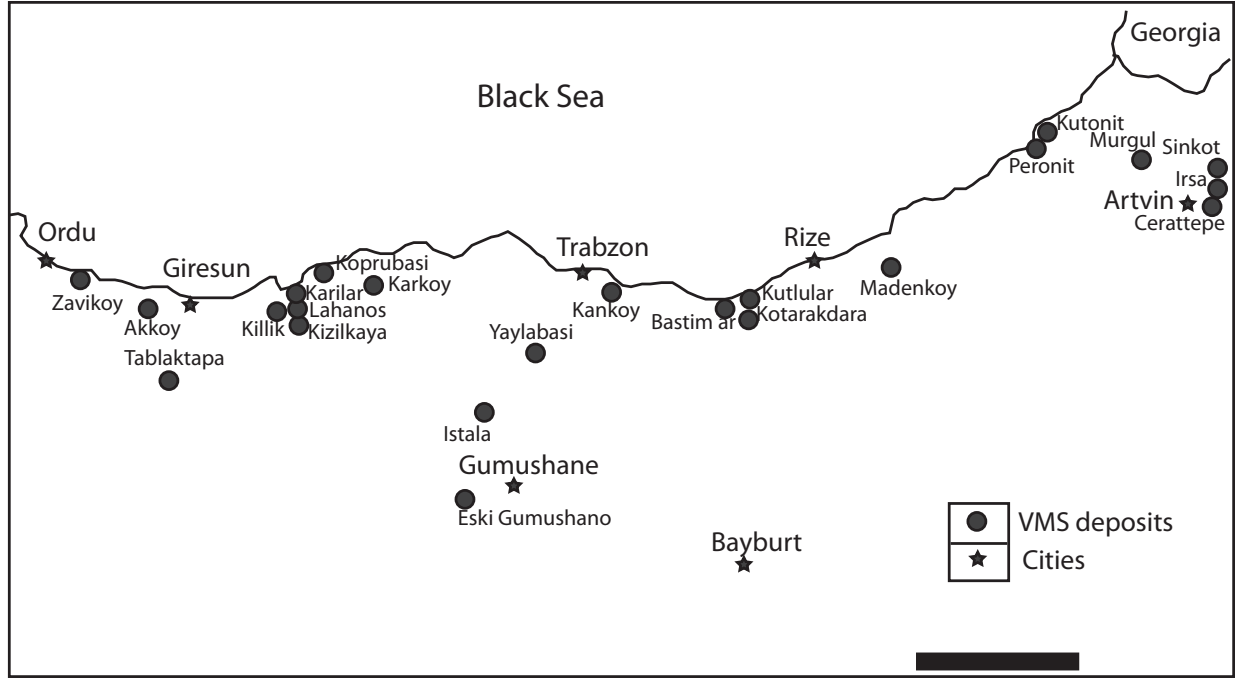 Georgia
Black Sea
Kutonit
Murgul
Sinkot
Peronit
Irsa
Artvin
Cerattepe
Ordu
Giresun
Trabzon
Rize
Koprubasi
Karkoy
Zavikoy
Karilar
Madenkoy
Akkoy
Killik
Lahanos
Kankoy
Kutlular
Kizilkaya
Bastim ar
Kotarakdara
Yaylabasi
Tablaktapa
Istala
Gumushane
Eski Gumushano
VMS deposits
Bayburt
Cities